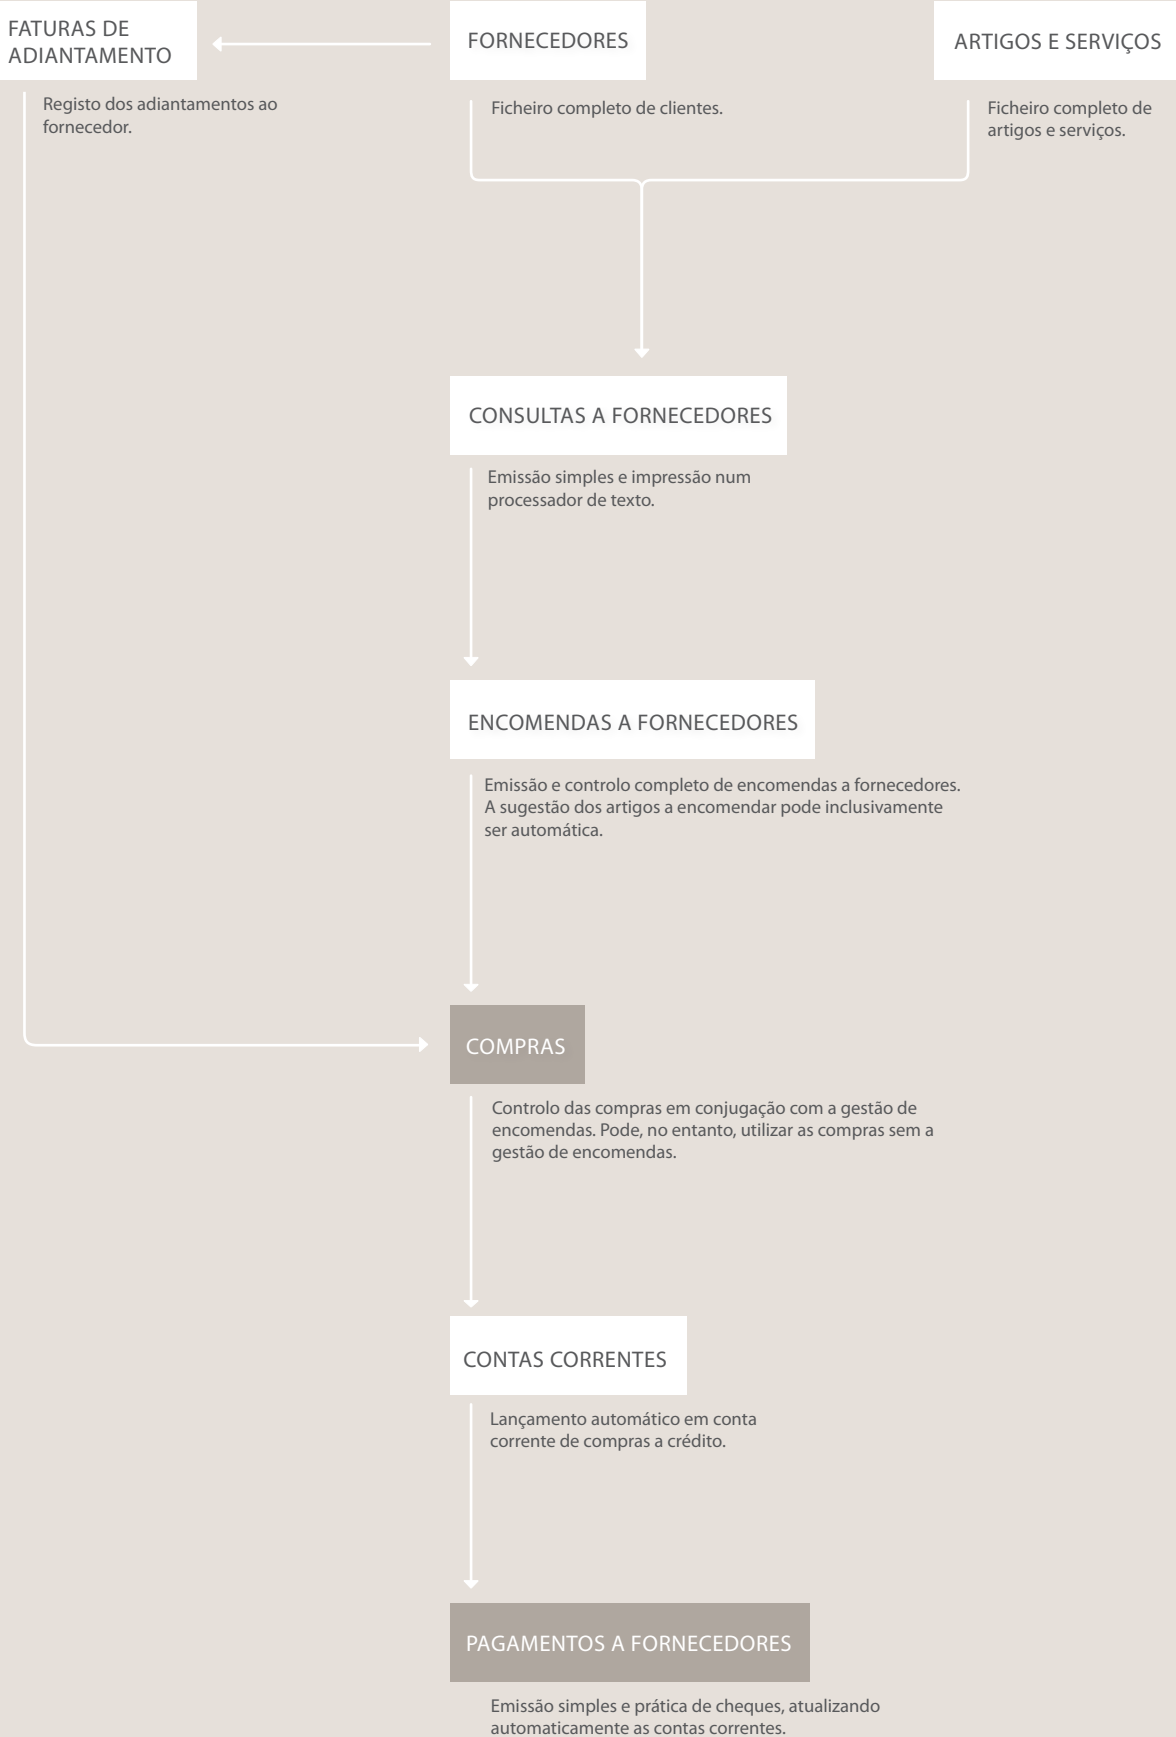 FATURAS DE
ADIANTAMENTO
Registo dos adiantamentos ao
fornecedor.
FORNECEDORES
Ficheiro completo de clientes.
ARTIGOS E SERVIÇOS
Ficheiro completo de
artigos e serviços.
CONSULTAS A FORNECEDORES
Emissão simples e impressão num
processador de texto.
ENCOMENDAS A FORNECEDORES
Emissão e controlo completo de encomendas a fornecedores.
A sugestão dos artigos a encomendar pode inclusivamente
ser automática.
COMPRAS
Controlo das compras em conjugação com a gestão de
encomendas. Pode, no entanto, utilizar as compras sem a
gestão de encomendas.
CONTAS CORRENTES
Lançamento automático em conta
corrente de compras a crédito.
PAGAMENTOS A FORNECEDORES
Emissão simples e prática de cheques, atualizando
automaticamente as contas correntes.